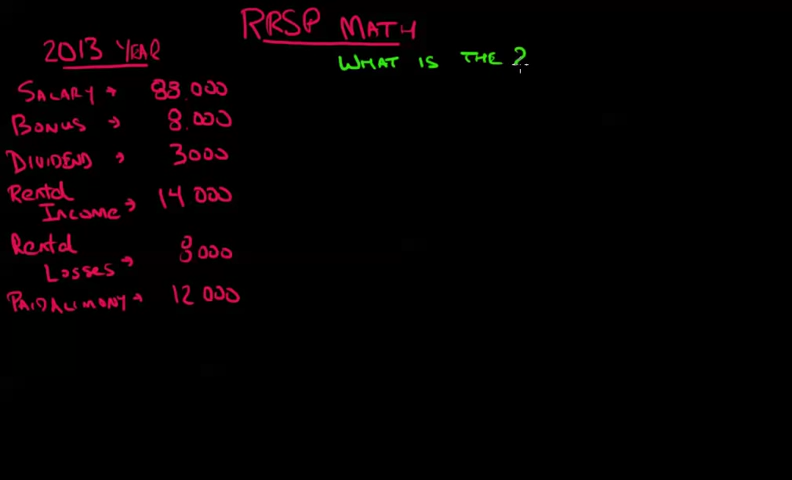 RRSP MATH
2013 YEAR
WHAT IS THE ?
SALARY → 88.000
BONUS → 8.000
DIVIDEND → 3000
Rental
INCOME → 14 000
Rental
LOSSES → 8000
PAID ALIMONY → 12 000